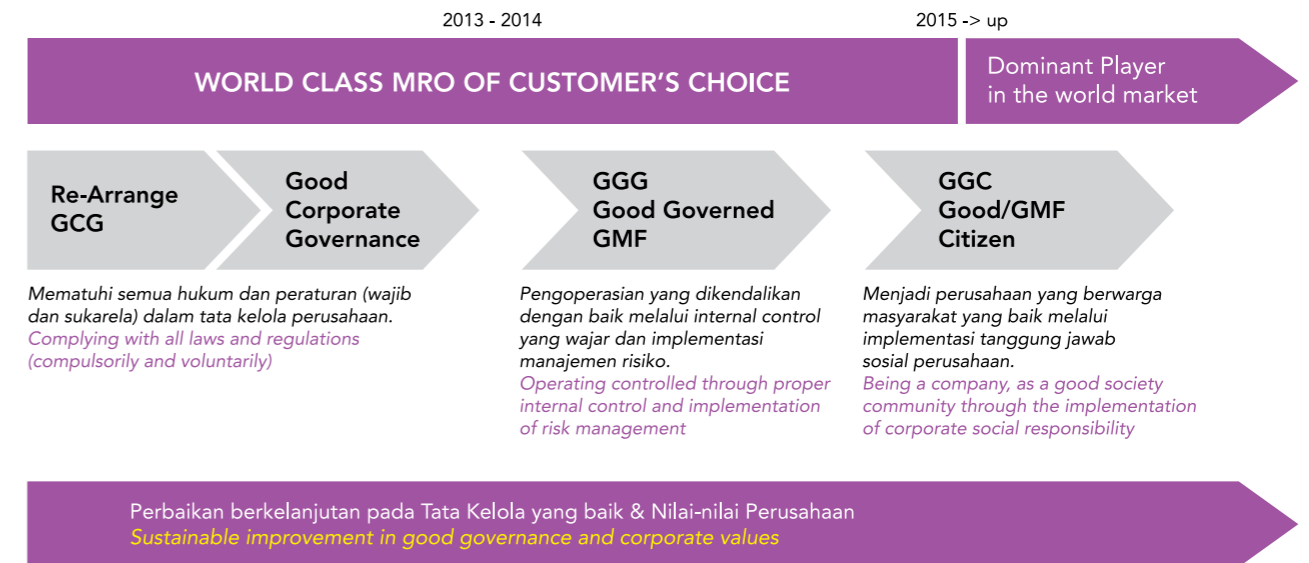 2013 - 2014
2015 -> up
WORLD CLASS MRO OF CUSTOMER’S CHOICE
Dominant Player
in the world market
Re-Arrange
GCG
Good
Corporate
Governance
GGG
Good Governed
GMF
GGC
Good/GMF
Citizen
Mematuhi semua hukum dan peraturan (wajib
dan sukarela) dalam tata kelola perusahaan.
Complying with all laws and regulations
(compulsorily and voluntarily)
Pengoperasian yang dikendalikan
dengan baik melalui internal control
yang wajar dan implementasi
manajemen risiko.
Operating controlled through proper
internal control and implementation
of risk management
Menjadi perusahaan yang berwarga
masyarakat yang baik melalui
implementasi tanggung jawab
sosial perusahaan.
Being a company, as a good society
community through the implementation
of corporate social responsibility
Perbaikan berkelanjutan pada Tata Kelola yang baik & Nilai-nilai Perusahaan
Sustainable improvement in good governance and corporate values